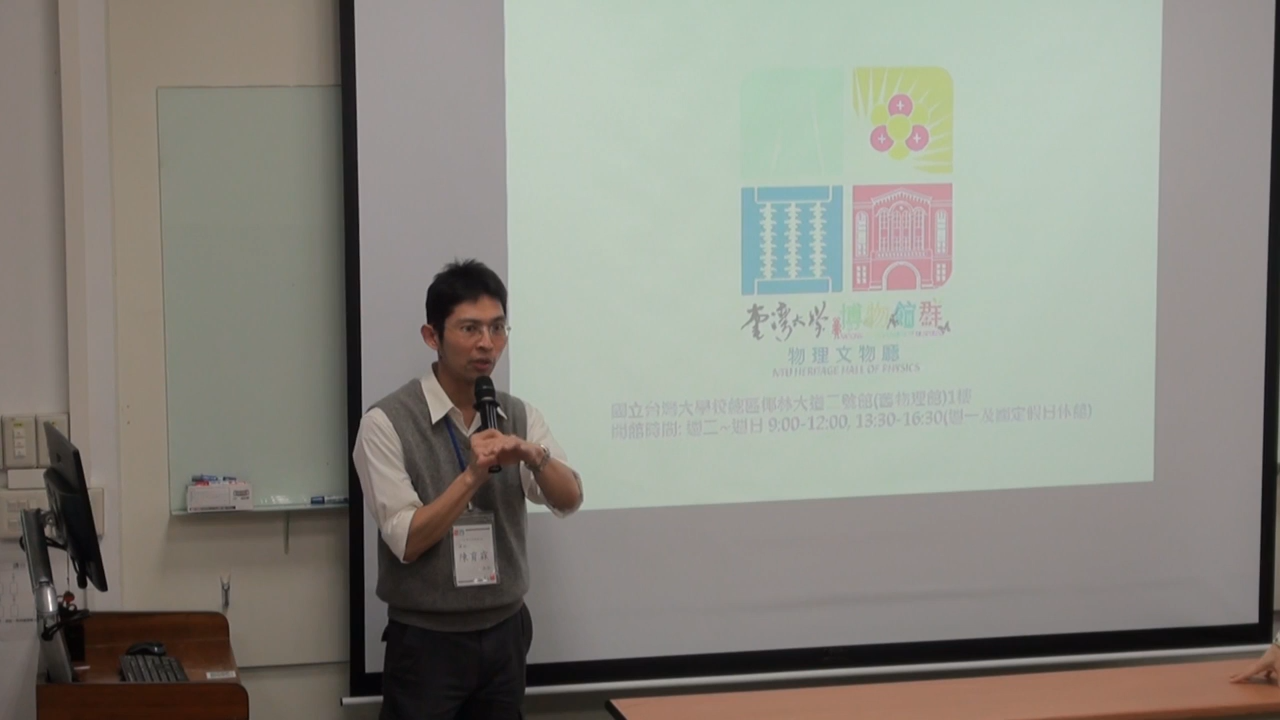 臺灣大學 博物館群
物理文物廳
NTU HERITAGE HALL OF PHYSICS
國立台灣大學校總區椰林大道二號館(舊物理館)1樓
開館時間: 週二~週日 9:00-12:00, 13:30-16:30(週一及國定假日休館)